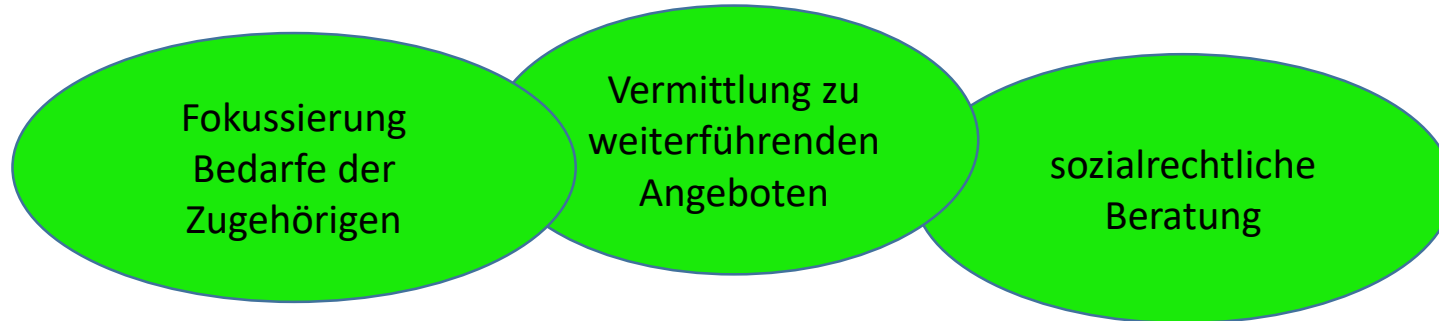 Fokussierung
Bedarfe der
Zugehörigen
Vermittlung zu
weiterführenden
Angeboten
sozialrechtliche
Beratung